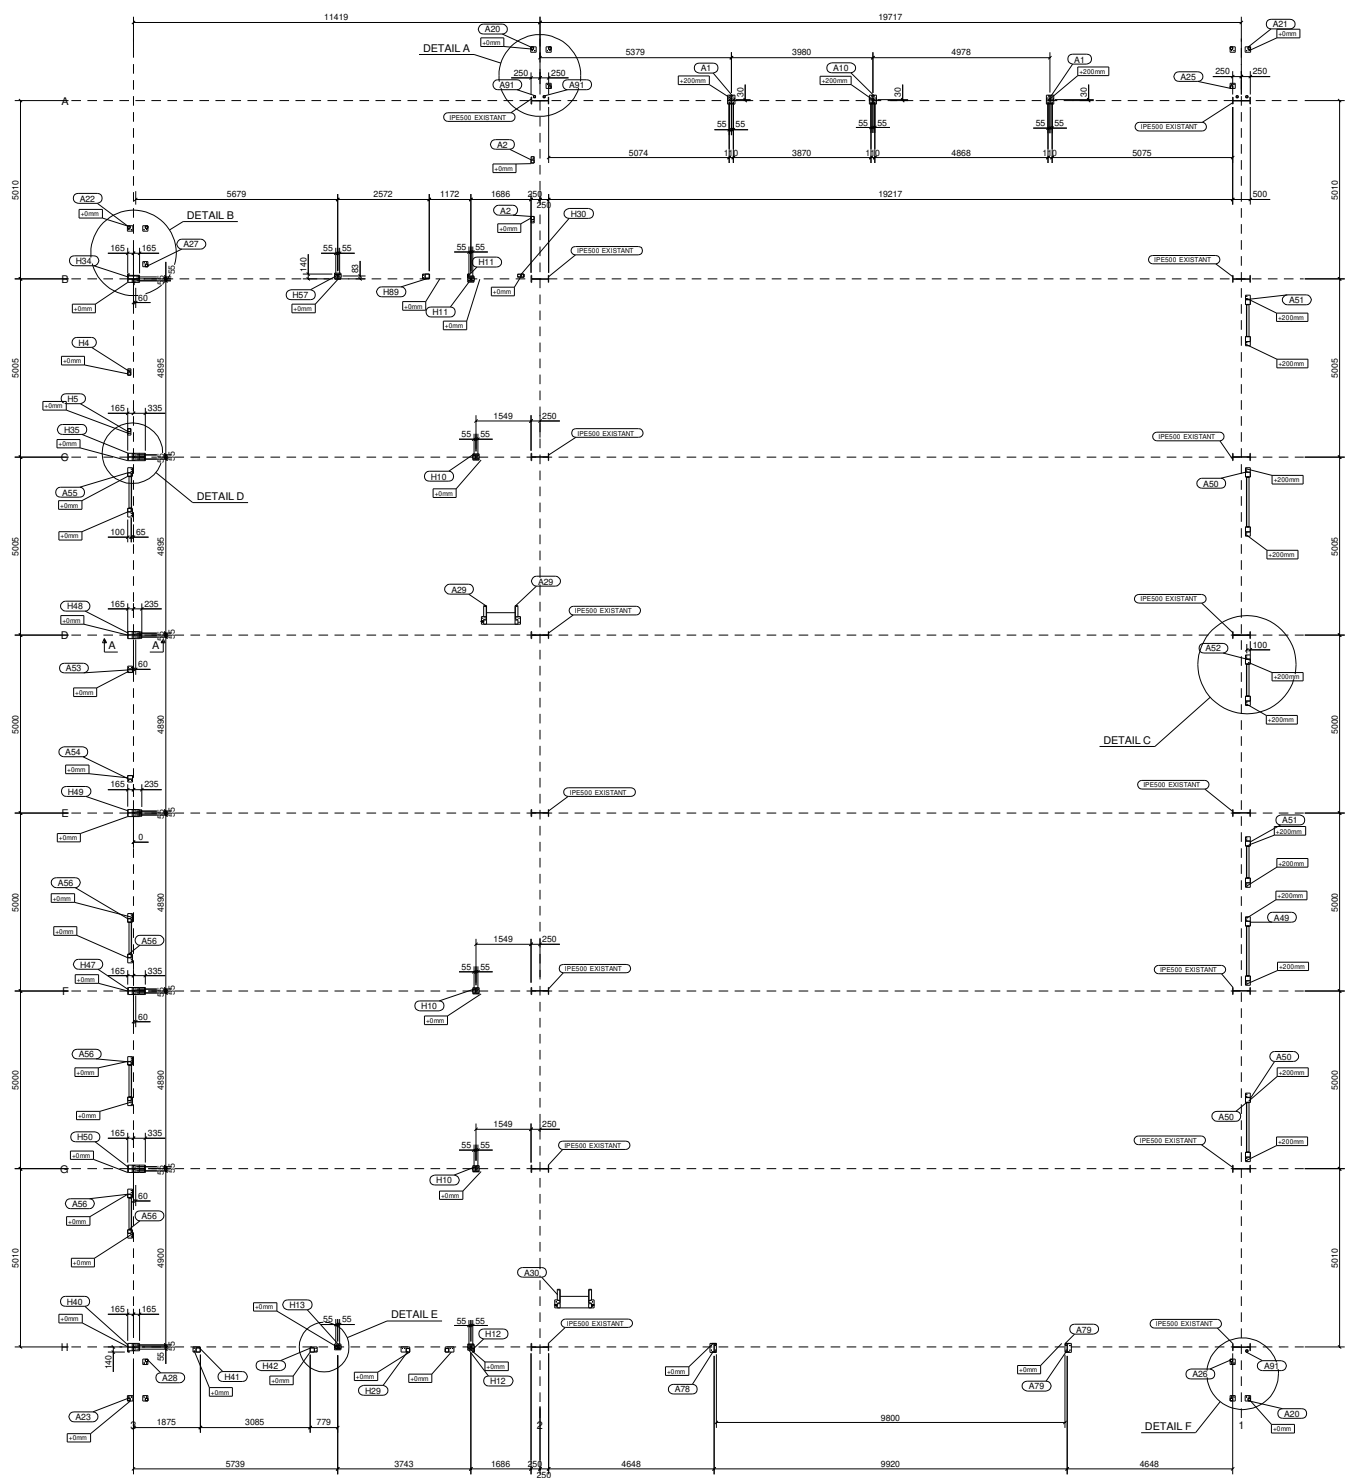 11419
19717
A20
+0mm
DETAIL A
A21
+0mm
5379
3980
4978
250
250
A1
+200mm
A10
+200mm
A1
+200mm
A25
250
250
A91
A91
30
30
30
A
IPE500 EXISTANT
IPE500 EXISTANT
55
55
55
55
55
55
A2
+0mm
5074
110
3870
110
4868
110
5075
5010
5010
5679
2572
1172
1686
250
250
19217
500
A22
+0mm
DETAIL B
A2
+0mm
H30
165
165
A27
H34
55
55
55
55
55
140
83
H11
IPE500 EXISTANT
IPE500 EXISTANT
B
H57
+0mm
H89
+0mm
H11
+0mm
+0mm
+0mm
60
A51
+200mm
+200mm
H4
+0mm
5005
4895
5005
H5
+0mm
165
335
H35
+0mm
1549
250
55
55
IPE500 EXISTANT
IPE500 EXISTANT
C
H10
+0mm
A55
+0mm
DETAIL D
A50
+200mm
+200mm
+0mm
100
65
5005
4895
5005
A29
A29
H48
+0mm
165
235
IPE500 EXISTANT
IPE500 EXISTANT
D
A
A
A53
+0mm
60
A52
100
+200mm
+200mm
DETAIL C
5000
4890
5000
A54
+0mm
165
235
H49
IPE500 EXISTANT
IPE500 EXISTANT
E
+0mm
0
A51
+200mm
+200mm
A56
+0mm
5000
4890
5000
+200mm
A49
+0mm
A56
1549
250
H47
+0mm
165
335
55
55
IPE500 EXISTANT
IPE500 EXISTANT
+200mm
F
H10
+0mm
60
A56
+0mm
5000
4890
5000
A50
+200mm
+0mm
A50
+200mm
1549
250
H50
+0mm
165
335
55
55
IPE500 EXISTANT
IPE500 EXISTANT
G
H10
+0mm
A56
+0mm
60
A56
+0mm
5010
4900
5010
A30
H40
+0mm
165
165
+0mm
H13
55
55
DETAIL E
55
55
H12
IPE500 EXISTANT
IPE500 EXISTANT
A79
H
140
55
A28
H41
+0mm
H42
+0mm
H29
+0mm
+0mm
+0mm
H12
+0mm
A78
+0mm
A79
A26
A91
A23
+0mm
A20
+0mm
DETAIL F
3
2
1
1875
3085
779
9800
5739
3743
1686
250
250
4648
9920
4648